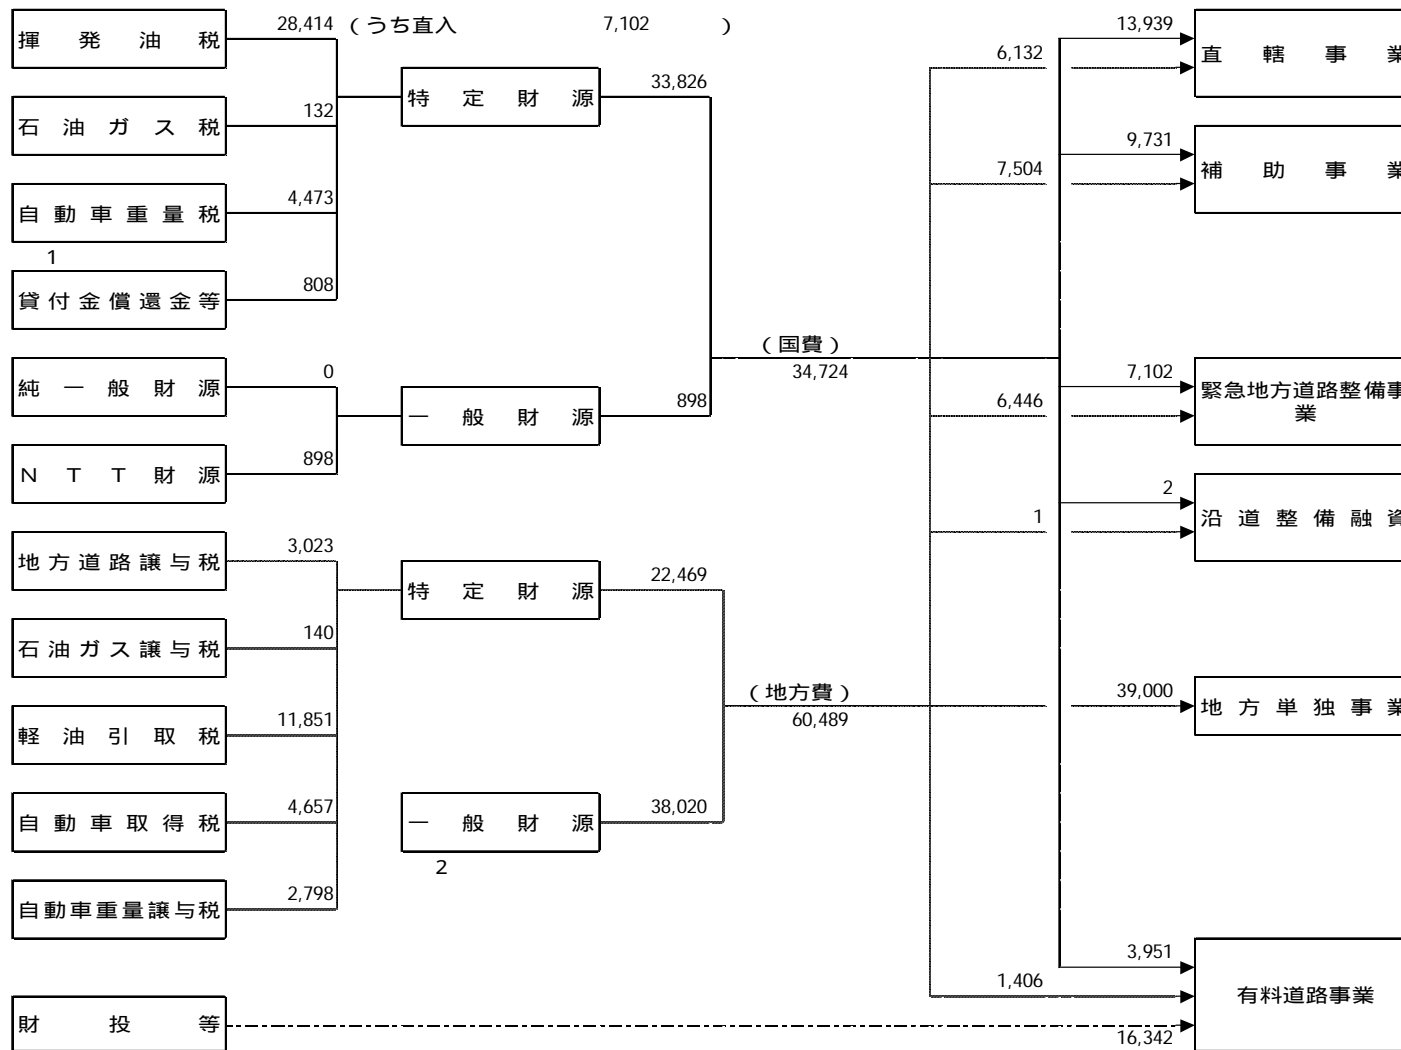 揮発油税 28,414 (うち直入 7,102 ) 13,939 直轄事業
6,132
特定財源 33,826
石油ガス税 132
9,731 補助事業
7,504
自動車重量税 4,473
1
貸付金償還金等 808
(国費)
34,724
純一般財源 0
一般財源 898
7,102 緊急地方道路整備事
業
6,446
NTT財源 898
2 沿道整備融資
1
地方道路譲与税 3,023
特定財源 22,469
石油ガス譲与税 140
(地方費)
60,489
39,000 地方単独事業
軽油引取税 11,851
自動車取得税 4,657
一般財源 38,020
2
自動車重量譲与税 2,798
3,951
1,406 有料道路事業
財投等 16,342